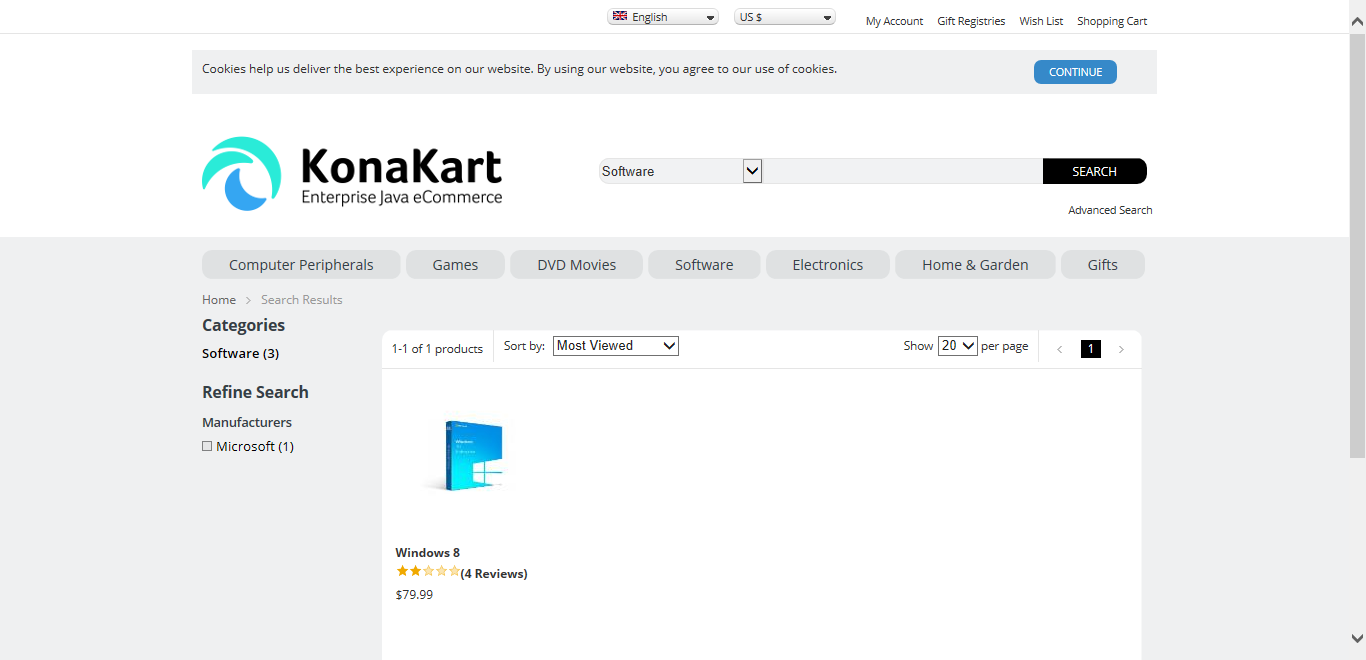 English US $ My Account Gift Registries Wish List Shopping Cart
Cookies help us deliver the best experience on our website. By using our website, you agree to our use of cookies. CONTINUE
KonaKart
Enterprise Java eCommerce
Software SEARCH
Advanced Search
Computer Peripherals Games DVD Movies Software Electronics Home & Garden Gifts
Home > Search Results
Categories
Software (3)
1-1 of 1 products Sort by: Most Viewed Show 20 per page < 1 >
Refine Search
Manufacturers
Microsoft (1)
Windows 8
(4 Reviews)
$79.99